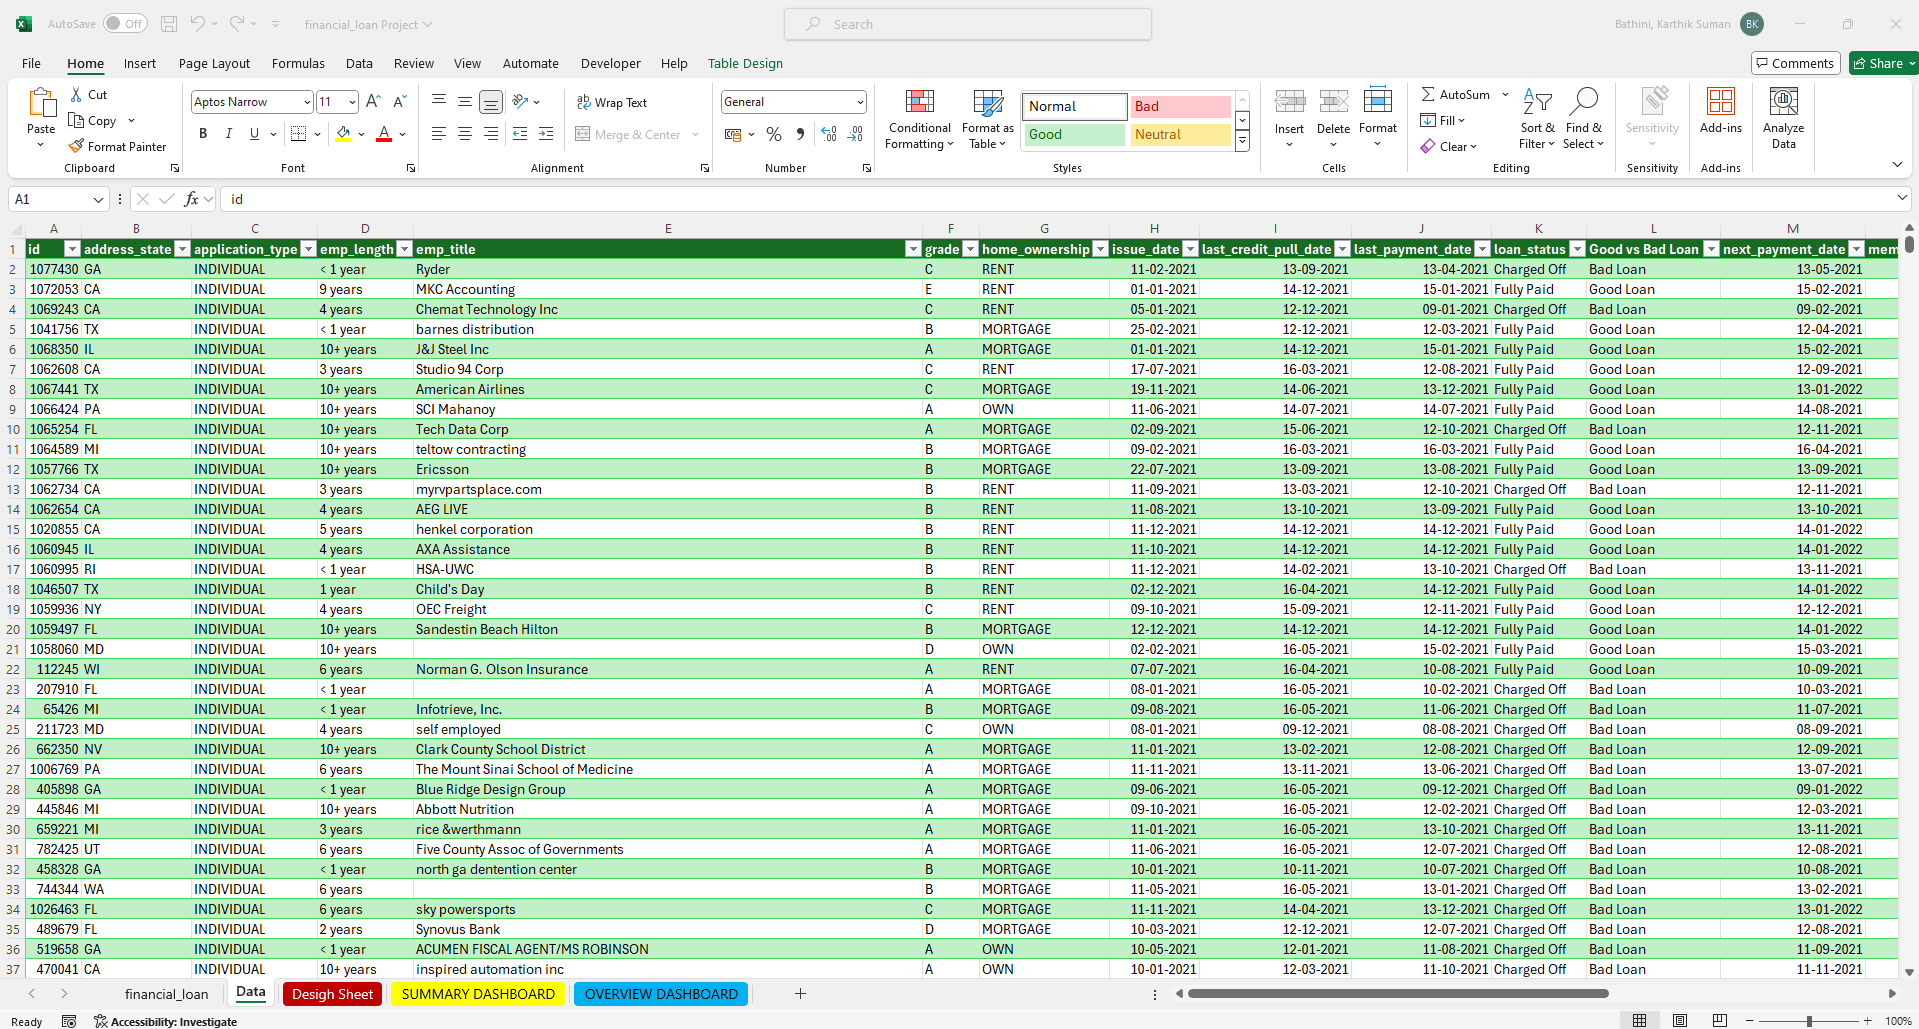 AutoSave Off financial_loan Project Search Bathini, Karthik Suman BK
File Home Insert Page Layout Formulas Data Review View Automate Developer Help Table Design Comments Share
Paste Cut Copy Format Painter Clipboard
Aptos Narrow 11 B I U A Font
Wrap Text Merge & Center Alignment
General % Number
Conditional Formatting Format as Table Normal Bad Good Neutral Styles
Insert Delete Format Cells
AutoSum Fill Clear Sort & Filter Find & Select Editing
Sensitivity Sensitivity Add-ins Add-ins Analyze Data
A1 fx id
A B C D E F G H I J K L M
1 id address_state application_type emp_length emp_title grade home_ownership issue_date last_credit_pull_date last_payment_date loan_status Good vs Bad Loan next_payment_date mem
2 1077430 GA INDIVIDUAL < 1 year Ryder C RENT 11-02-2021 13-09-2021 13-04-2021 Charged Off Bad Loan 13-05-2021
3 1072053 CA INDIVIDUAL 9 years MKC Accounting E RENT 01-01-2021 14-12-2021 15-01-2021 Fully Paid Good Loan 15-02-2021
4 1069243 CA INDIVIDUAL 4 years Chemat Technology Inc C RENT 05-01-2021 12-12-2021 09-01-2021 Charged Off Bad Loan 09-02-2021
5 1041756 TX INDIVIDUAL < 1 year barnes distribution B MORTGAGE 25-02-2021 12-12-2021 12-03-2021 Fully Paid Good Loan 12-04-2021
6 1068350 IL INDIVIDUAL 10+ years J&J Steel Inc A MORTGAGE 01-01-2021 14-12-2021 15-01-2021 Fully Paid Good Loan 15-02-2021
7 1062608 CA INDIVIDUAL 3 years Studio 94 Corp C RENT 17-07-2021 16-03-2021 12-08-2021 Fully Paid Good Loan 12-09-2021
8 1067441 TX INDIVIDUAL 10+ years American Airlines C MORTGAGE 19-11-2021 14-06-2021 13-12-2021 Fully Paid Good Loan 13-01-2022
9 1066424 PA INDIVIDUAL 10+ years SCI Mahanoy A OWN 11-06-2021 14-07-2021 14-07-2021 Fully Paid Good Loan 14-08-2021
10 1065254 FL INDIVIDUAL 10+ years Tech Data Corp A MORTGAGE 02-09-2021 15-06-2021 12-10-2021 Charged Off Bad Loan 12-11-2021
11 1064589 MI INDIVIDUAL 10+ years teltow contracting B MORTGAGE 09-02-2021 16-03-2021 16-03-2021 Fully Paid Good Loan 16-04-2021
12 1057766 TX INDIVIDUAL 10+ years Ericsson B MORTGAGE 22-07-2021 13-09-2021 13-08-2021 Fully Paid Good Loan 13-09-2021
13 1062734 CA INDIVIDUAL 3 years myrvpartsplace.com B RENT 11-09-2021 13-03-2021 12-10-2021 Charged Off Bad Loan 12-11-2021
14 1062654 CA INDIVIDUAL 4 years AEG LIVE B RENT 11-08-2021 13-10-2021 13-09-2021 Fully Paid Good Loan 13-10-2021
15 1020855 CA INDIVIDUAL 5 years henkel corporation B RENT 11-12-2021 14-12-2021 14-12-2021 Fully Paid Good Loan 14-01-2022
16 1060945 IL INDIVIDUAL 4 years AXA Assistance B RENT 11-10-2021 14-12-2021 14-12-2021 Fully Paid Good Loan 14-01-2022
17 1060995 RI INDIVIDUAL < 1 year HSA-UWC B RENT 11-12-2021 14-02-2021 13-10-2021 Charged Off Bad Loan 13-11-2021
18 1046507 TX INDIVIDUAL 1 year Child's Day B RENT 02-12-2021 16-04-2021 14-12-2021 Fully Paid Good Loan 14-01-2022
19 1059936 NY INDIVIDUAL 4 years OEC Freight C RENT 09-10-2021 15-09-2021 12-11-2021 Fully Paid Good Loan 12-12-2021
20 1059497 FL INDIVIDUAL 10+ years Sandestin Beach Hilton B MORTGAGE 12-12-2021 14-12-2021 14-12-2021 Fully Paid Good Loan 14-01-2022
21 1058060 MD INDIVIDUAL 10+ years D OWN 02-02-2021 16-05-2021 15-02-2021 Fully Paid Good Loan 15-03-2021
22 112245 WI INDIVIDUAL 6 years Norman G. Olson Insurance A RENT 07-07-2021 16-04-2021 10-08-2021 Fully Paid Good Loan 10-09-2021
23 207910 FL INDIVIDUAL < 1 year A MORTGAGE 08-01-2021 16-05-2021 10-02-2021 Charged Off Bad Loan 10-03-2021
24 65426 MI INDIVIDUAL < 1 year Infotrieve, Inc. B MORTGAGE 09-08-2021 16-05-2021 11-06-2021 Charged Off Bad Loan 11-07-2021
25 211723 MD INDIVIDUAL 4 years self employed C OWN 08-01-2021 09-12-2021 08-08-2021 Charged Off Bad Loan 08-09-2021
26 662350 NV INDIVIDUAL 10+ years Clark County School District A MORTGAGE 11-01-2021 13-02-2021 12-08-2021 Charged Off Bad Loan 12-09-2021
27 1006769 PA INDIVIDUAL 6 years The Mount Sinai School of Medicine A MORTGAGE 11-11-2021 13-11-2021 13-06-2021 Charged Off Bad Loan 13-07-2021
28 405898 GA INDIVIDUAL < 1 year Blue Ridge Design Group A MORTGAGE 09-06-2021 16-05-2021 09-12-2021 Charged Off Bad Loan 09-01-2022
29 445846 MI INDIVIDUAL 10+ years Abbott Nutrition A MORTGAGE 09-10-2021 16-05-2021 12-02-2021 Charged Off Bad Loan 12-03-2021
30 659221 MI INDIVIDUAL 3 years rice &werthmann A MORTGAGE 11-01-2021 16-05-2021 13-10-2021 Charged Off Bad Loan 13-11-2021
31 782425 UT INDIVIDUAL 6 years Five County Assoc of Governments A MORTGAGE 11-06-2021 16-05-2021 12-07-2021 Charged Off Bad Loan 12-08-2021
32 458328 GA INDIVIDUAL < 1 year north ga dentention center B MORTGAGE 10-01-2021 10-11-2021 10-07-2021 Charged Off Bad Loan 10-08-2021
33 744344 WA INDIVIDUAL 6 years B MORTGAGE 11-05-2021 16-05-2021 13-01-2021 Charged Off Bad Loan 13-02-2021
34 1026463 FL INDIVIDUAL 6 years sky powersports C MORTGAGE 11-11-2021 14-04-2021 13-12-2021 Charged Off Bad Loan 13-01-2022
35 489679 FL INDIVIDUAL 2 years Synovus Bank D MORTGAGE 10-03-2021 12-12-2021 12-07-2021 Charged Off Bad Loan 12-08-2021
36 519658 GA INDIVIDUAL < 1 year ACUMEN FISCAL AGENT/MS ROBINSON A OWN 10-05-2021 12-01-2021 11-08-2021 Charged Off Bad Loan 11-09-2021
37 470041 CA INDIVIDUAL 10+ years inspired automation inc A OWN 10-01-2021 12-03-2021 11-10-2021 Charged Off Bad Loan 11-11-2021
financial_loan Data Desigh Sheet SUMMARY DASHBOARD OVERVIEW DASHBOARD
Ready Accessibility: Investigate 100%